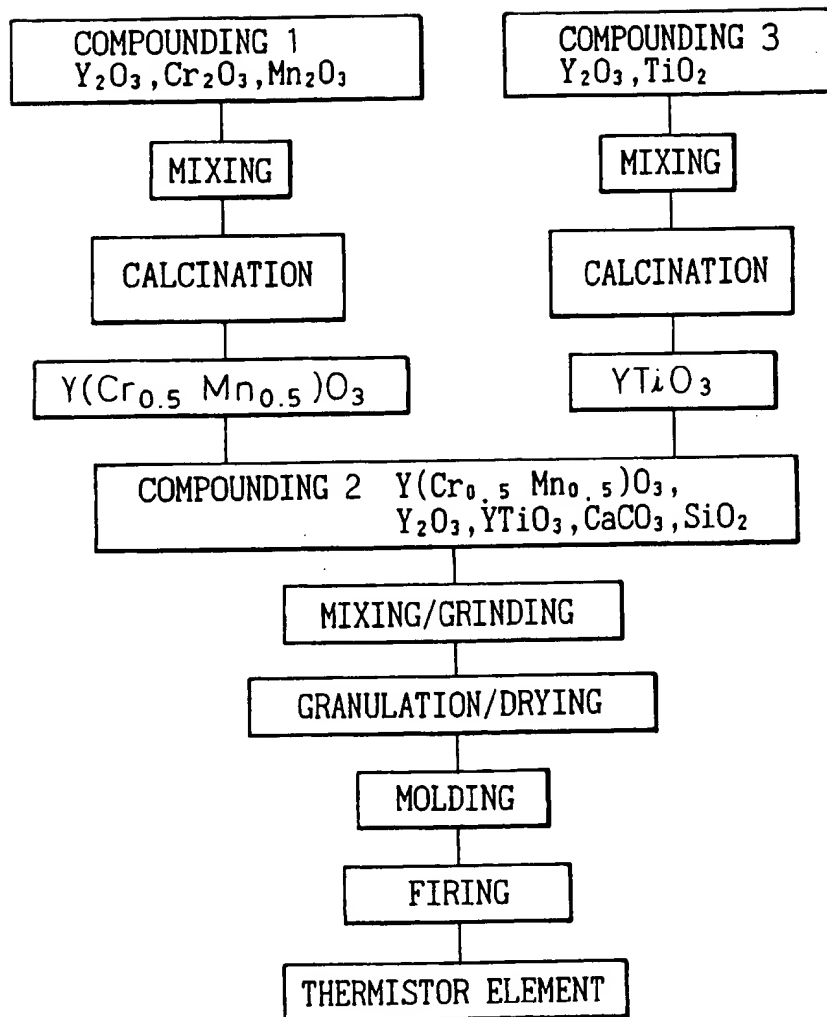 COMPOUNDING 1
Y₂O₃,Cr₂O₃,Mn₂O₃
MIXING
CALCINATION
Y(Cr₀.₅ Mn₀.₅)O₃
COMPOUNDING 3
Y₂O₃,TiO₂
MIXING
CALCINATION
YTiO₃
COMPOUNDING 2 Y(Cr₀.₅ Mn₀.₅)O₃,
Y₂O₃,YTiO₃,CaCO₃,SiO₂
MIXING/GRINDING
GRANULATION/DRYING
MOLDING
FIRING
THERMISTOR ELEMENT